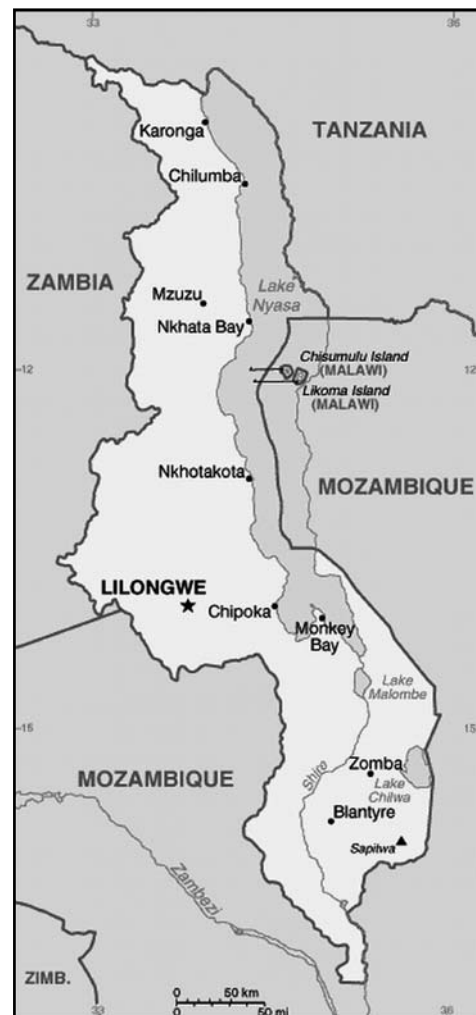 33
36
KARONGA
TANZANIA
Chilumba
ZAMBIA
Mzuzu
Lake
Nyasa
Nkhata Bay
Chisumulu Island
(MALAWI)
12
12
Likoma Island
(MALAWI)
Nkhotakota
MOZAMBIQUE
LILONGWE
Chipoka
Monkey
Bay
Lake
Malombe
15
15
MOZAMBIQUE
Shire
Zomba
Lake
Chilwa
Blantyre
Sapitwa
Zambezi
ZIMB.
0
50 km
0
50 mi
33
36